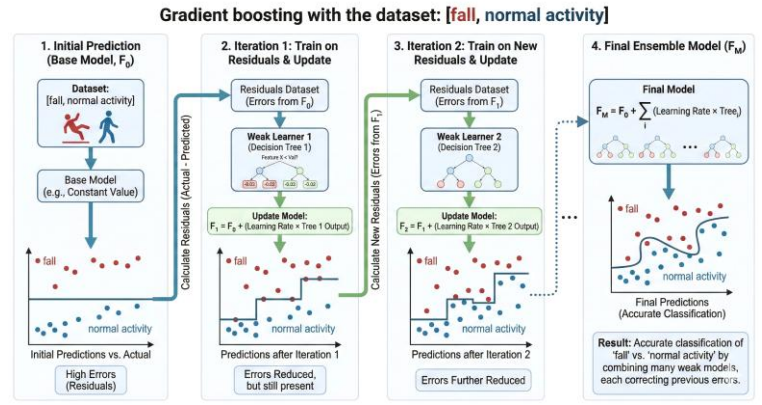 Gradient boosting with the dataset: [fall, normal activity]
1. Initial Prediction
(Base Model, F₀)
Dataset:
[fall, normal activity]
Base Model
(e.g., Constant Value)
fall
normal activity
Initial Predictions vs. Actual
High Errors
(Residuals)
Calculate Residuals (Actual - Predicted)
2. Iteration 1: Train on
Residuals & Update
Residuals Dataset
(Errors from F₀)
Weak Learner 1
(Decision Tree 1)
Update Model:
F₁ = F₀ + (Learning Rate × Tree 1 Output)
fall
normal activity
Predictions after Iteration 1
Errors Reduced,
but still present
Calculate New Residuals (Errors from F₁)
3. Iteration 2: Train on New
Residuals & Update
Residuals Dataset
(Errors from F₁)
Weak Learner 2
(Decision Tree 2)
Update Model:
F₂ = F₁ + (Learning Rate × Tree 2 Output)
fall
normal activity
Predictions after Iteration 2
Errors Further Reduced
...
4. Final Ensemble Model (F_M)
Final Model
F_M = F₀ + ∑ᵢ (Learning Rate × Treeᵢ)
...
fall
normal activity
Final Predictions
(Accurate Classification)
Result: Accurate classification of
'fall' vs. 'normal activity' by
combining many weak models,
each correcting previous errors.